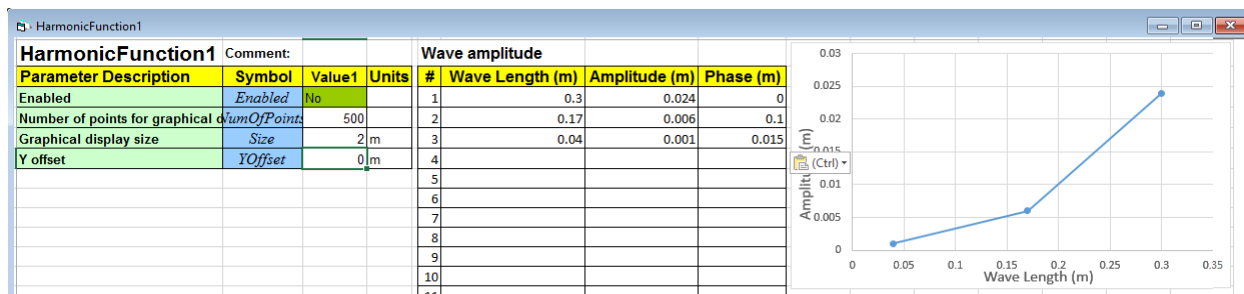 HarmonicFunction1
HarmonicFunction1 Comment: Wave amplitude
Parameter Description Symbol Value1 Units # Wave Length (m) Amplitude (m) Phase (m)
Enabled Enabled No 1 0.3 0.024 0
Number of points for graphical d NumOfPoints 500 2 0.17 0.006 0.1
Graphical display size Size 2 m 3 0.04 0.001 0.015
Y offset YOffset 0 m 4
5
6
7
8
9
10
0.03
0.025
0.02
0.015
(Ctrl)
0.01
0.005
0
Amplitude (m)
0 0.05 0.1 0.15 0.2 0.25 0.3 0.35
Wave Length (m)